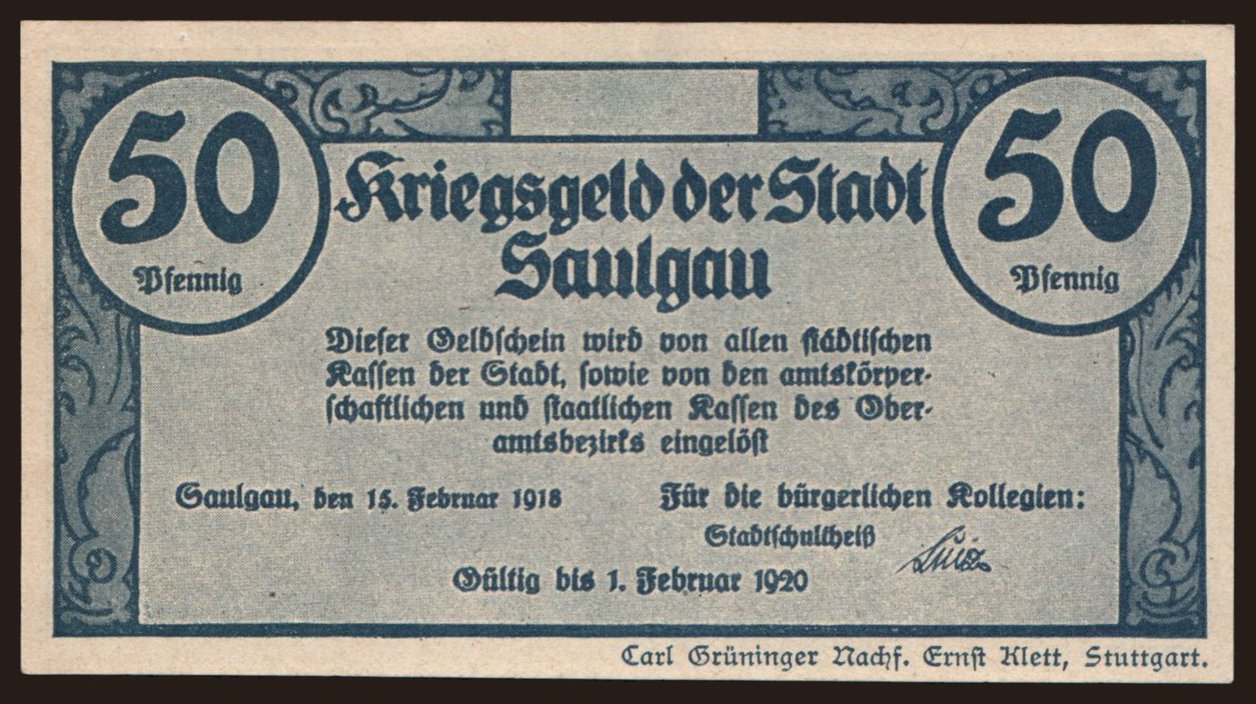 50
Pfennig
50
Pfennig
Kriegsgeld der Stadt
Saulgau
Dieser Geldschein wird von allen städtischen
Kassen der Stadt, sowie von den amtskörper-
schaftlichen und staatlichen Kassen des Ober-
amtsbezirks eingelöst
Saulgau, den 15. Februar 1918
Für die bürgerlichen Kollegien:
Stadtschultheiß
Gültig bis 1. Februar 1920
Carl Grüninger Nachf. Ernst Klett, Stuttgart.